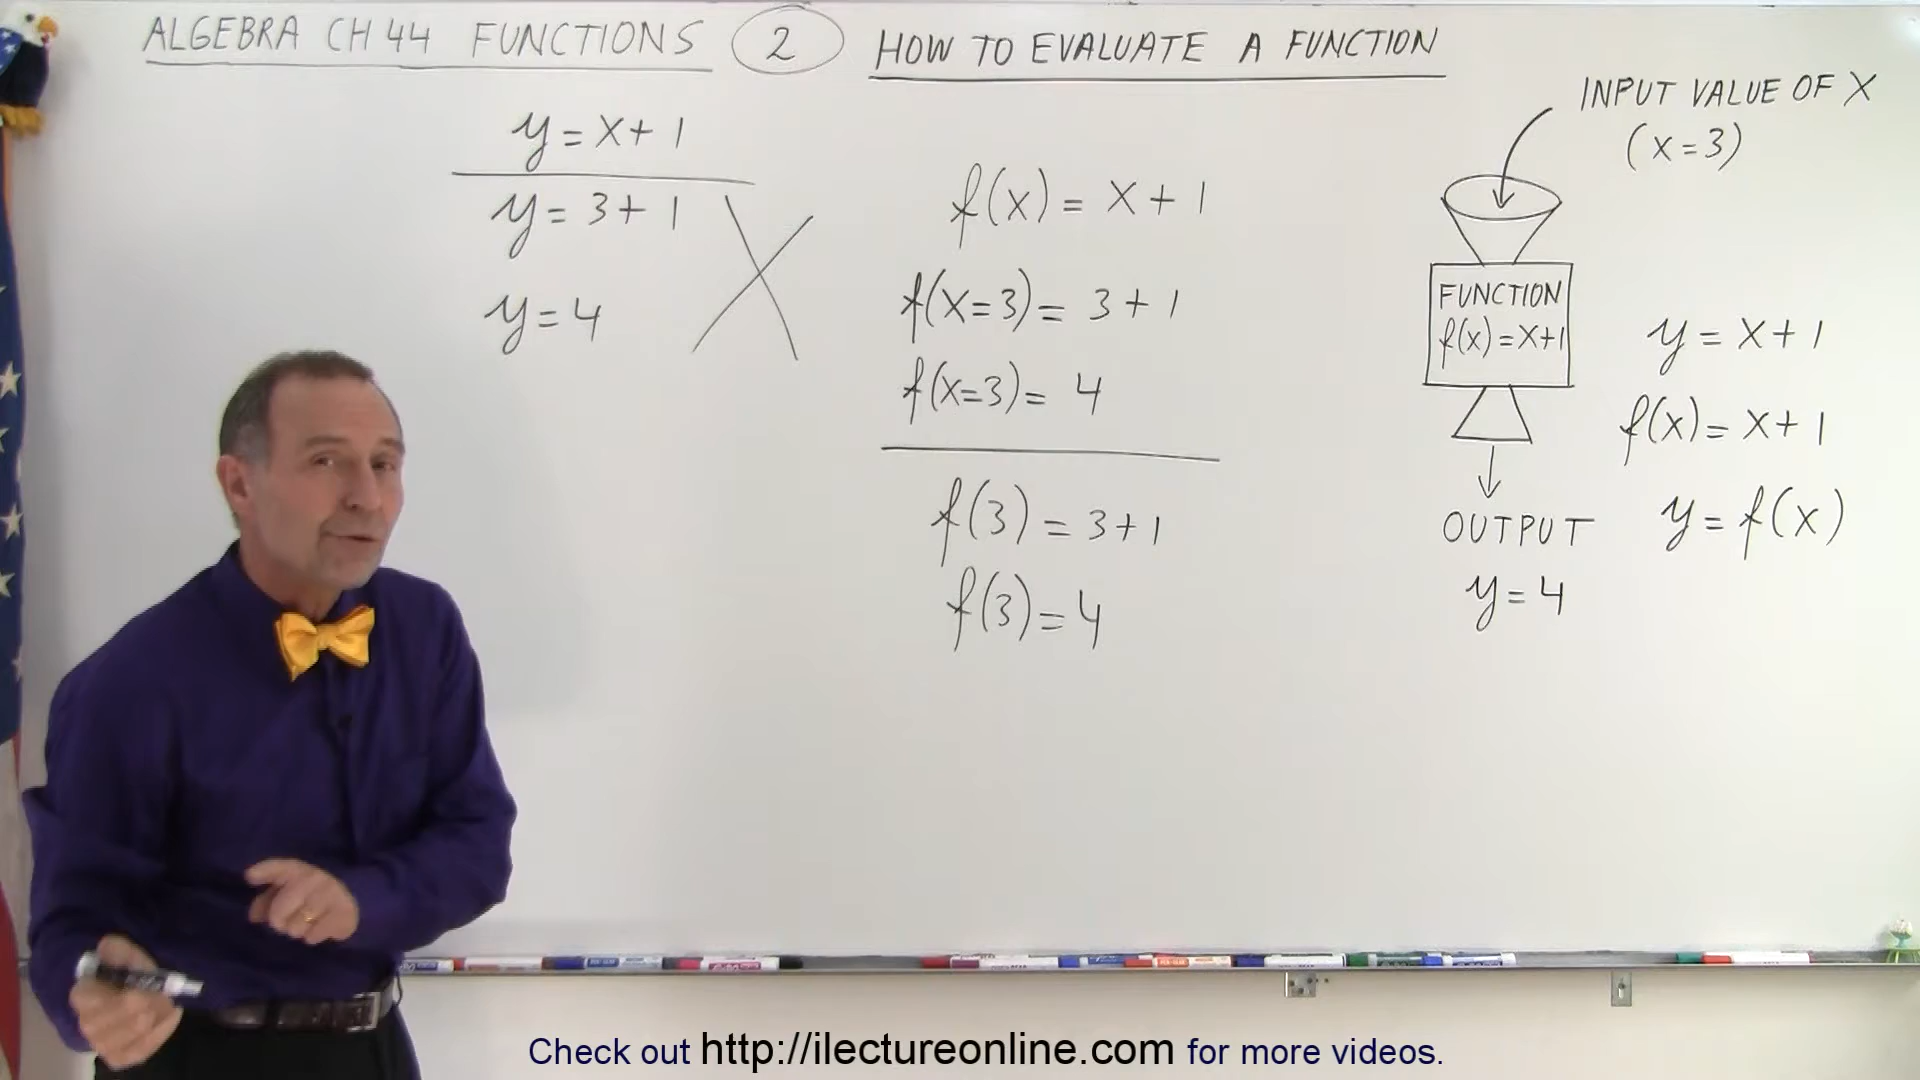 ALGEBRA CH 44 FUNCTIONS 2 HOW TO EVALUATE A FUNCTION
y = x + 1
y = 3 + 1
y = 4
f(x) = x + 1
f(x=3) = 3 + 1
f(x=3) = 4
f(3) = 3 + 1
f(3) = 4
INPUT VALUE OF X
(x=3)
FUNCTION
f(x) = x+1
OUTPUT
y = 4
y = x + 1
f(x) = x + 1
y = f(x)
Check out http://ilectureonline.com for more videos.